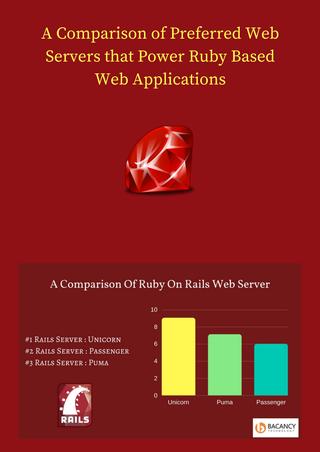 A Comparison of Preferred Web
Servers that Power Ruby Based
Web Applications
A Comparison Of Ruby On Rails Web Server
#1 Rails Server : Unicorn
#2 Rails Server : Passenger
#3 Rails Server : Puma
10
8
6
4
2
0
Unicorn
Puma
Passenger
RAILS
b
BACANCY
TECHNOLOGY